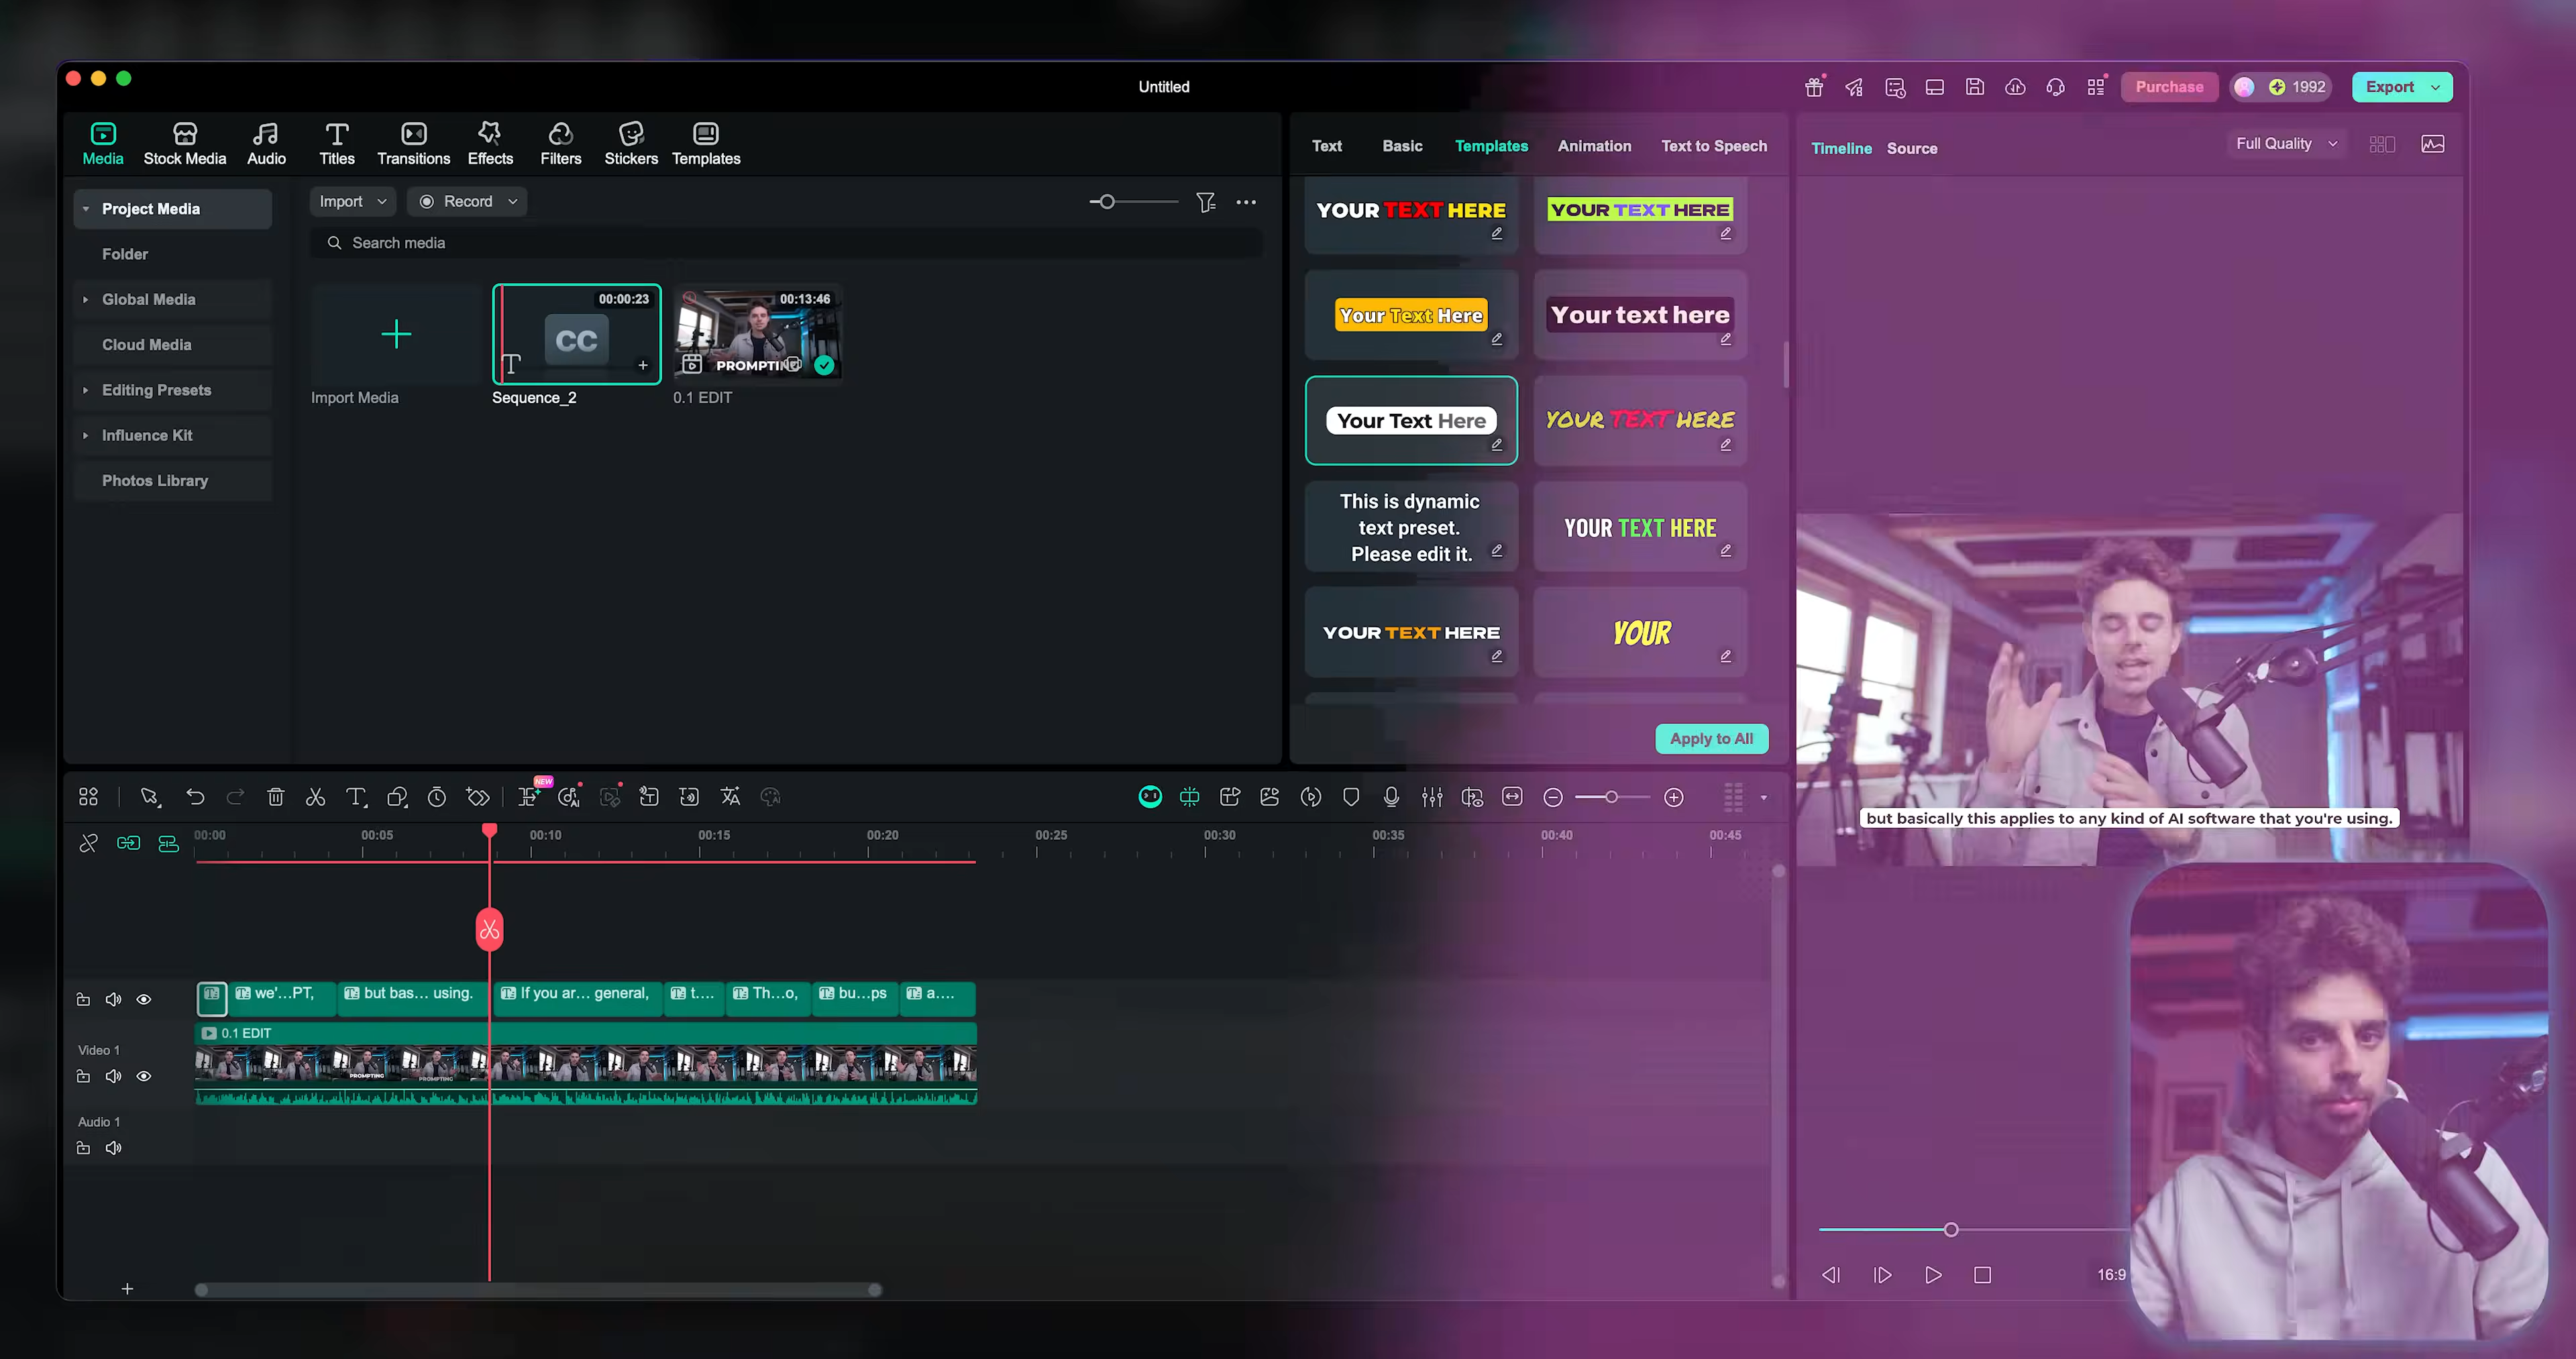 Untitled
Purchase
1992
Export
Media
Stock Media
Audio
Titles
Transitions
Effects
Filters
Stickers
Templates
Project Media
Folder
Global Media
Cloud Media
Editing Presets
Influence Kit
Photos Library
Import
Record
Search media
Import Media
00:00:23
CC
T
Sequence_2
00:13:46
PROMPTING
0.1 EDIT
Text
Basic
Templates
Animation
Text to Speech
YOUR TEXT HERE
YOUR TEXT HERE
Your Text Here
Your text here
Your Text Here
YOUR TEXT HERE
This is dynamic
text preset.
Please edit it.
YOUR TEXT HERE
YOUR TEXT HERE
YOUR
Apply to All
Timeline
Source
Full Quality
but basically this applies to any kind of AI software that you're using.
16:9
NEW
00:00
00:05
00:10
00:15
00:20
00:25
00:30
00:35
00:40
00:45
we'...PT,
but bas... using.
If you ar... general,
t....
Th...o,
bu...ps
a....
0.1 EDIT
PROMPTING
PROMPTING
Video 1
Audio 1